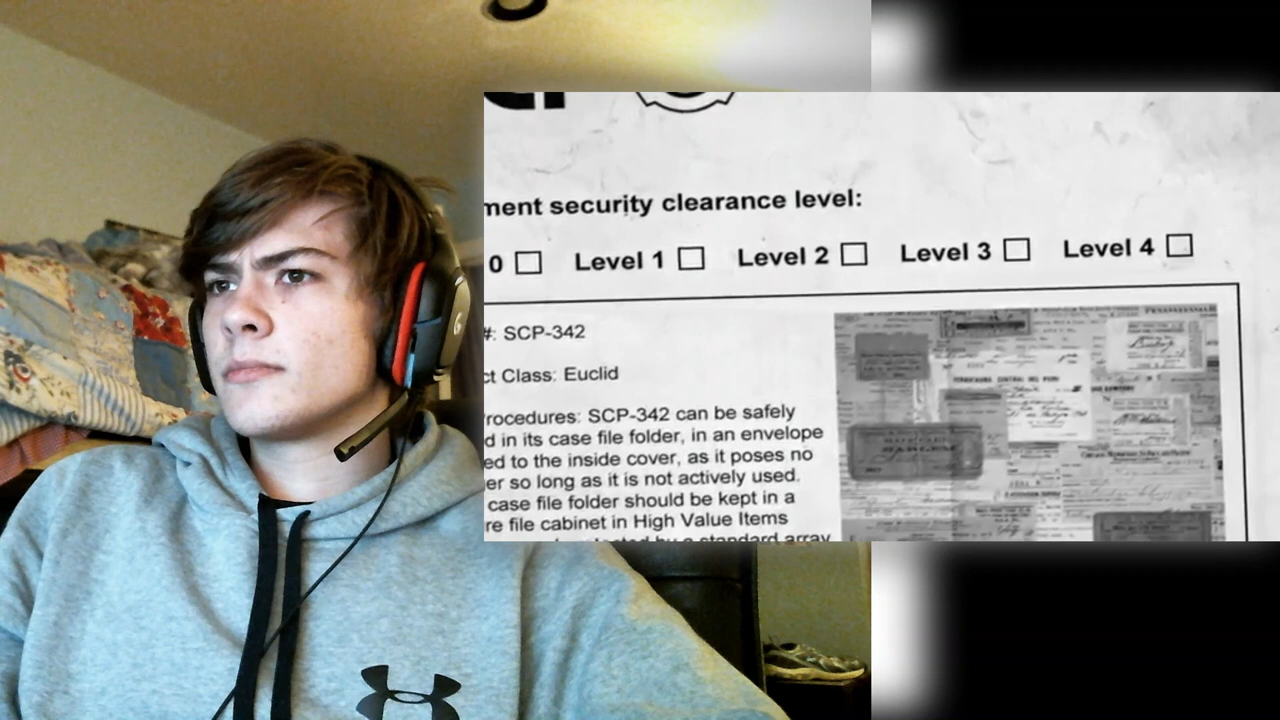 ment security clearance level:
0 Level 1 Level 2 Level 3 Level 4
#: SCP-342
ct Class: Euclid
rocedures: SCP-342 can be safely
d in its case file folder, in an envelope
ed to the inside cover, as it poses no
er so long as it is not actively used.
case file folder should be kept in a
re file cabinet in High Value Items
standard array
G